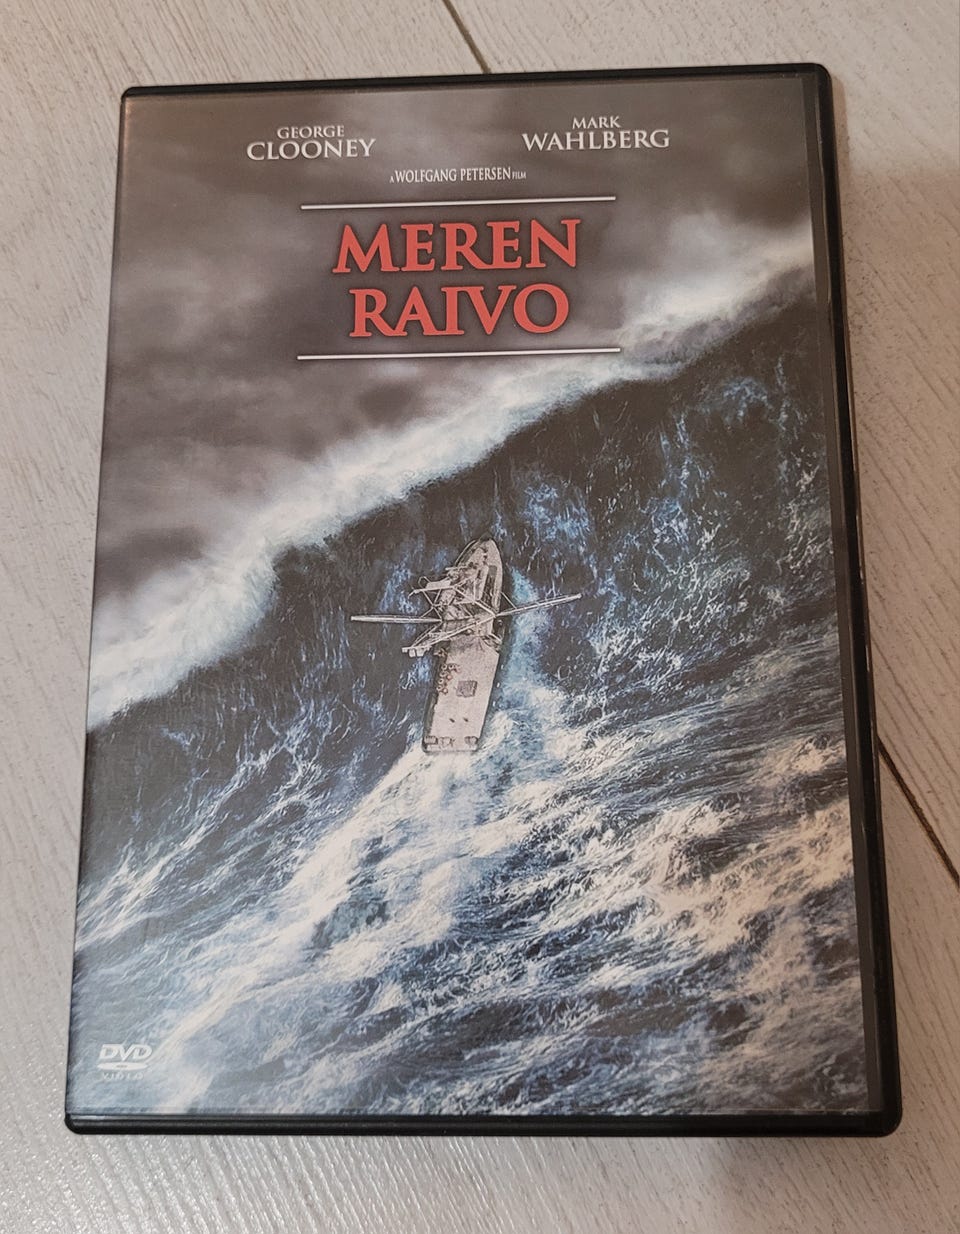 GEORGE
CLOONEY
MARK
WAHLBERG
A WOLFGANG PETERSEN FILM
MEREN
RAIVO
DVD
VIDEO